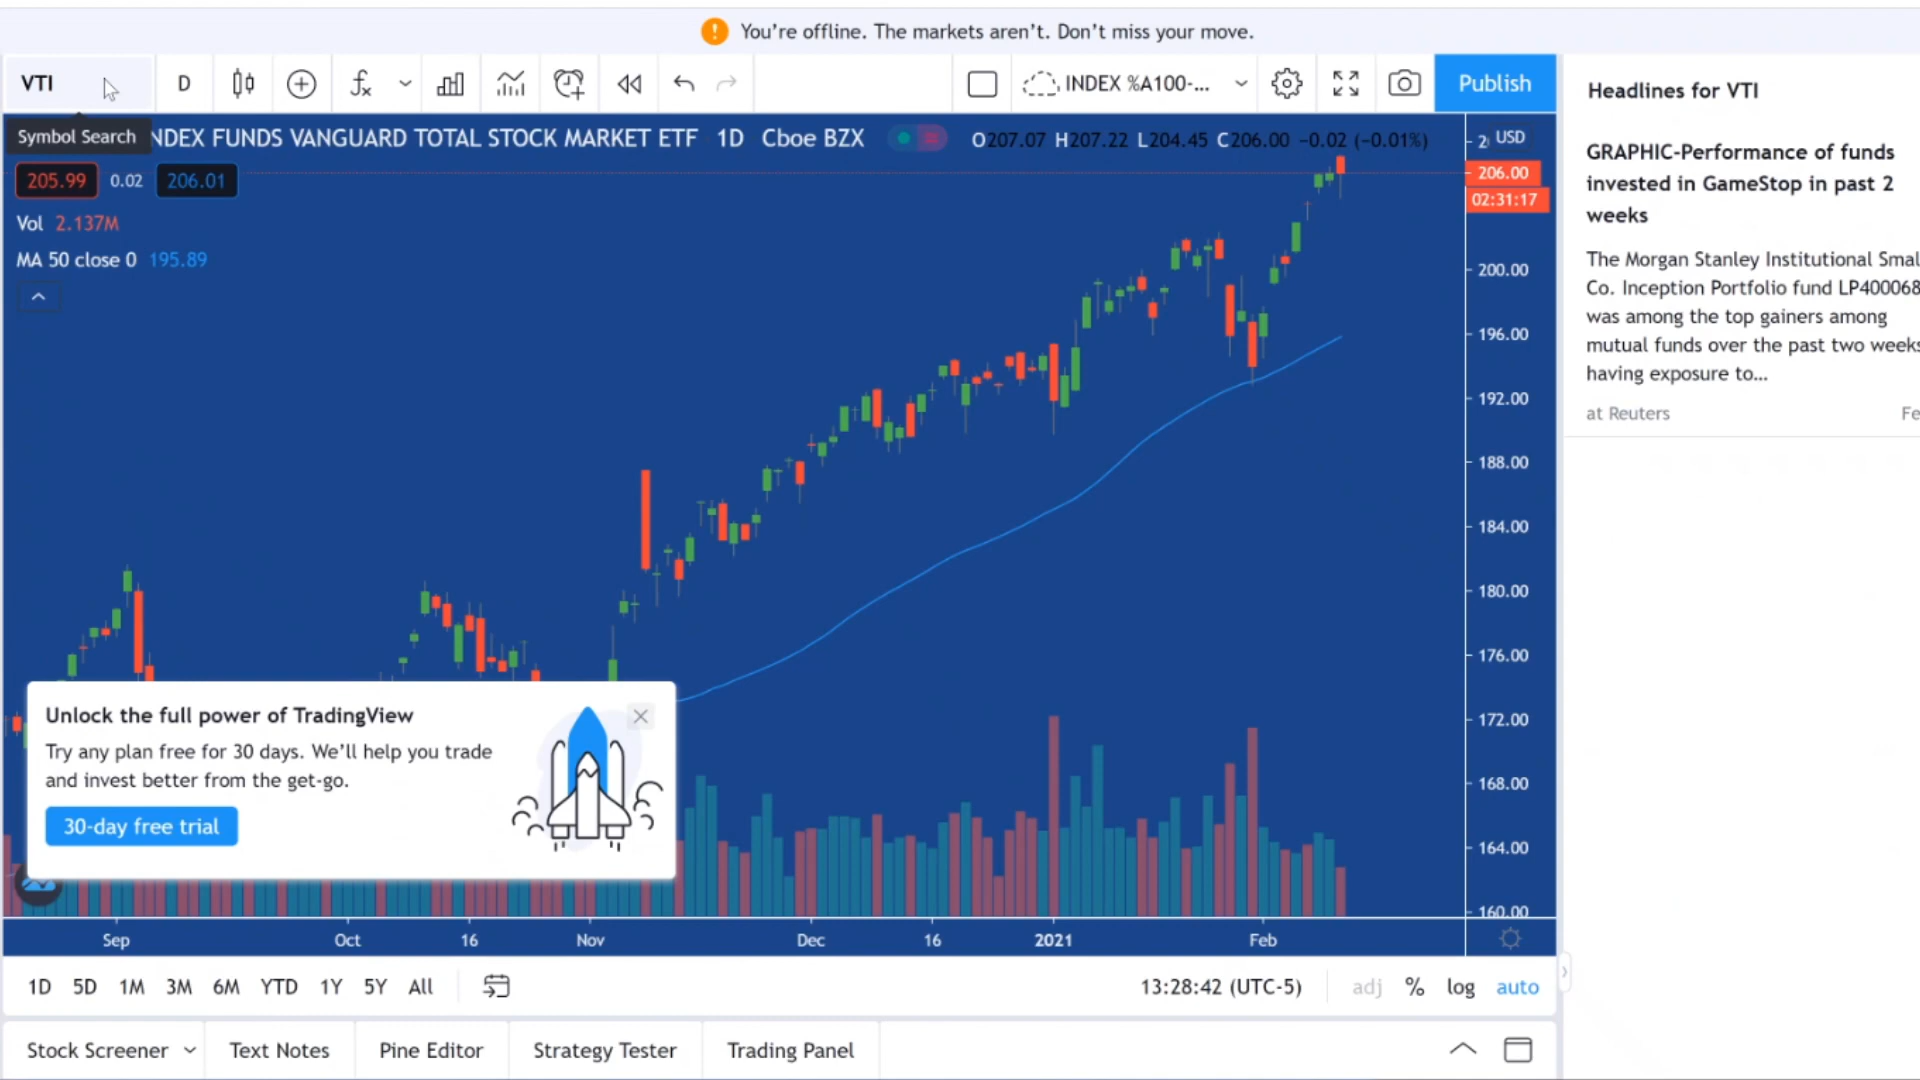 You're offline. The markets aren't. Don't miss your move.
VTI
D
INDEX %A100-...
Publish
Symbol Search
NDEX FUNDS VANGUARD TOTAL STOCK MARKET ETF 1D Cboe BZX
O207.07 H207.22 L204.45 C206.00 −0.02 (−0.01%)
USD
205.99 0.02 206.01
206.00
02:31:17
Vol 2.137M
MA 50 close 0 195.89
200.00
196.00
192.00
188.00
184.00
180.00
176.00
172.00
168.00
164.00
160.00
Unlock the full power of TradingView
Try any plan free for 30 days. We'll help you trade
and invest better from the get-go.
30-day free trial
Sep Oct 16 Nov Dec 16 2021 Feb
1D 5D 1M 3M 6M YTD 1Y 5Y All
13:28:42 (UTC-5) adj % log auto
Stock Screener Text Notes Pine Editor Strategy Tester Trading Panel
Headlines for VTI
GRAPHIC-Performance of funds
invested in GameStop in past 2
weeks
The Morgan Stanley Institutional Smal
Co. Inception Portfolio fund LP400068
was among the top gainers among
mutual funds over the past two weeks
having exposure to...
at Reuters Fe